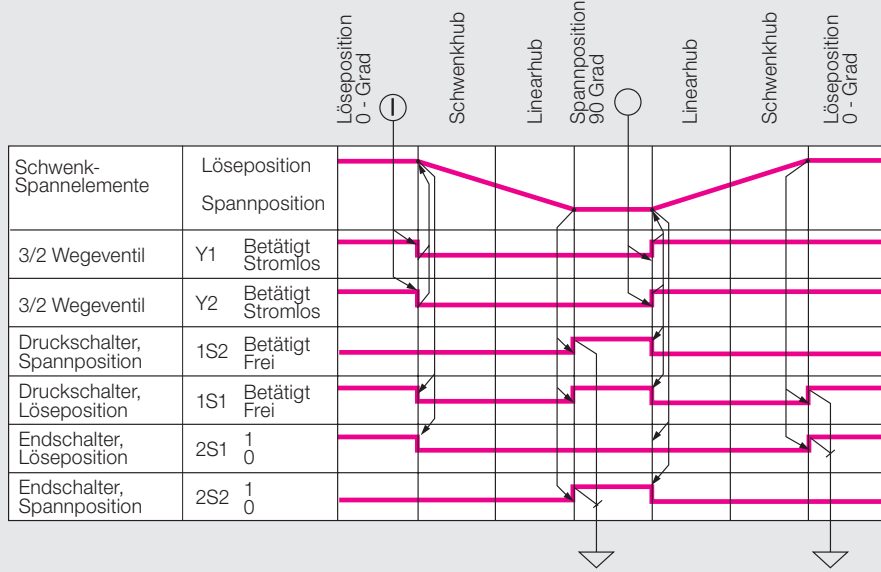 Löseposition
0 - Grad
Schwenkhub
Linearhub
Spannposition
90 Grad
Linearhub
Schwenkhub
Löseposition
0 - Grad
I
Schwenk-
Spannelemente
Löseposition
Spannposition
3/2 Wegeventil
Y1
Betätigt
Stromlos
3/2 Wegeventil
Y2
Betätigt
Stromlos
Druckschalter,
Spannposition
1S2
Betätigt
Frei
Druckschalter,
Löseposition
1S1
Betätigt
Frei
Endschalter,
Löseposition
2S1
1
0
Endschalter,
Spannposition
2S2
1
0